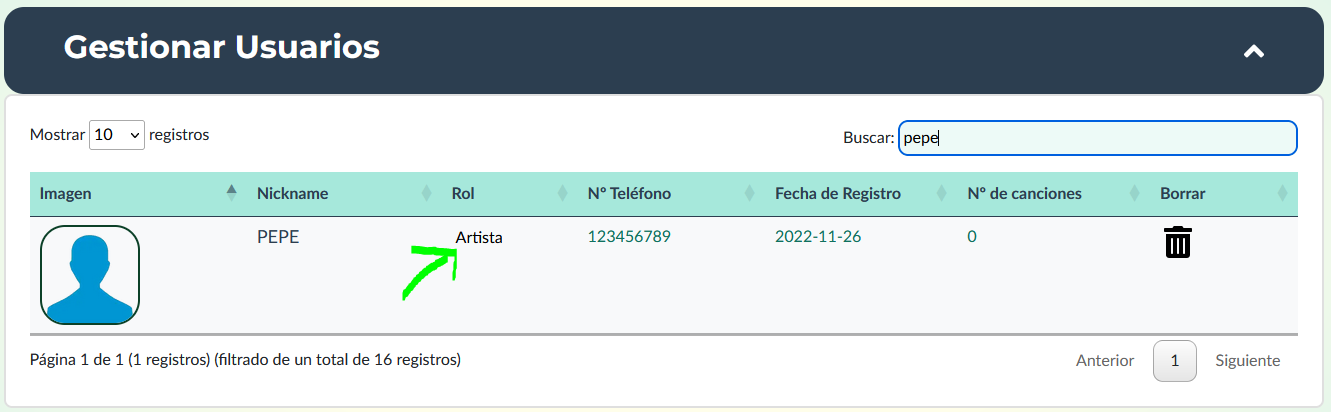 Gestionar Usuarios
Mostrar 10 registros
Buscar: pepe
Imagen Nickname Rol Nº Teléfono Fecha de Registro Nº de canciones Borrar
PEPE Artista 123456789 2022-11-26 0
Página 1 de 1 (1 registros) (filtrado de un total de 16 registros)
Anterior 1 Siguiente